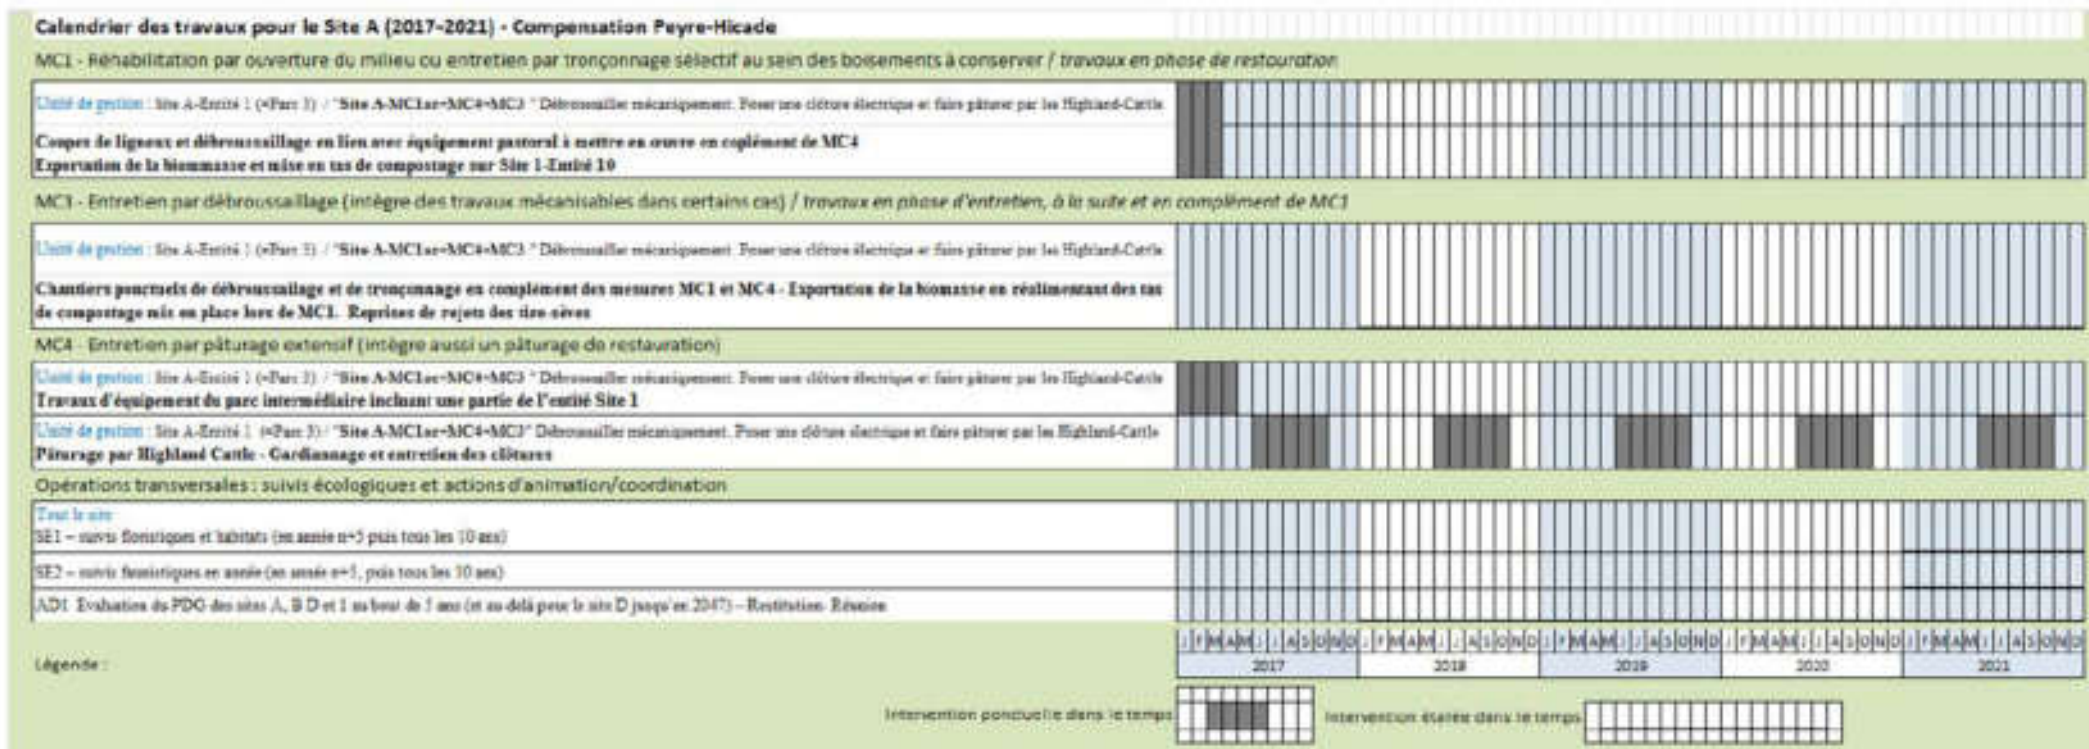 Calendrier des travaux pour le Site A (2017-2021) - Compensation Peyre-Hicade
MC1 - Réhabilitation par ouverture du milieu ou entretien par tronçonnage sélectif au sein des boisements à conserver / travaux en phase de restauration
Unité de gestion : Site A-Entité 1 (=Parc 3) / "Site A-MC1ar=MC4=MC3 " Débroussailler mécaniquement. Poser une clôture électrique et faire pâturer par les Highland-Cattle
Coupes de ligneux et débroussaillage en lien avec équipement pastoral à mettre en œuvre en coplément de MC4
Exportation de la biommasse et mise en tas de compostage sur Site 1-Entité 10
MC3 - Entretien par débroussaillage (intègre des travaux mécanisables dans certains cas) / travaux en phase d'entretien, à la suite et en complément de MC1
Unité de gestion : Site A-Entité 1 (=Parc 3) / "Site A-MC1ar=MC4=MC3 " Débroussailler mécaniquement. Poser une clôture électrique et faire pâturer par les Highland-Cattle
Chantiers ponctuels de débroussaillage et de tronçonnage en complément des mesures MC1 et MC4 - Exportation de la biomasse en réalimentant des tas
de compostage mis en place lors de MC1. Reprises de rejets des tire-sèves
MC4 - Entretien par pâturage extensif (intègre aussi un pâturage de restauration)
Unité de gestion : Site A-Entité 1 (=Parc 3) / "Site A-MC1ar=MC4=MC3 " Débroussailler mécaniquement. Poser une clôture électrique et faire pâturer par les Highland-Cattle
Travaux d'équipement du parc intermédiaire incluant une partie de l'entité Site 1
Unité de gestion : Site A-Entité 1 (=Parc 3) / "Site A-MC1ar=MC4=MC3" Débroussailler mécaniquement. Poser une clôture électrique et faire pâturer par les Highland-Cattle
Pâturage par Highland Cattle - Gardiannage et entretien des clôtures
Opérations transversales : suivis écologiques et actions d'animation/coordination
Tout le site
SE1 – suivis floristiques et habitats (en année n+5 puis tous les 10 ans)
SE2 – suivis faunistiques en année (en année n+5, puis tous les 10 ans)
AD1 Evaluation du PDG des sites A, B D et 1 au bout de 5 ans (et au delà pour le site D jusqu'en 2047) – Restitution- Réunion
J F M A M J J A S O N D J F M A M J J A S O N D J F M A M J J A S O N D J F M A M J J A S O N D J F M A M J J A S O N D
Légende : 2017 2018 2019 2020 2021
Intervention ponctuelle dans le temps Intervention étalée dans le temps